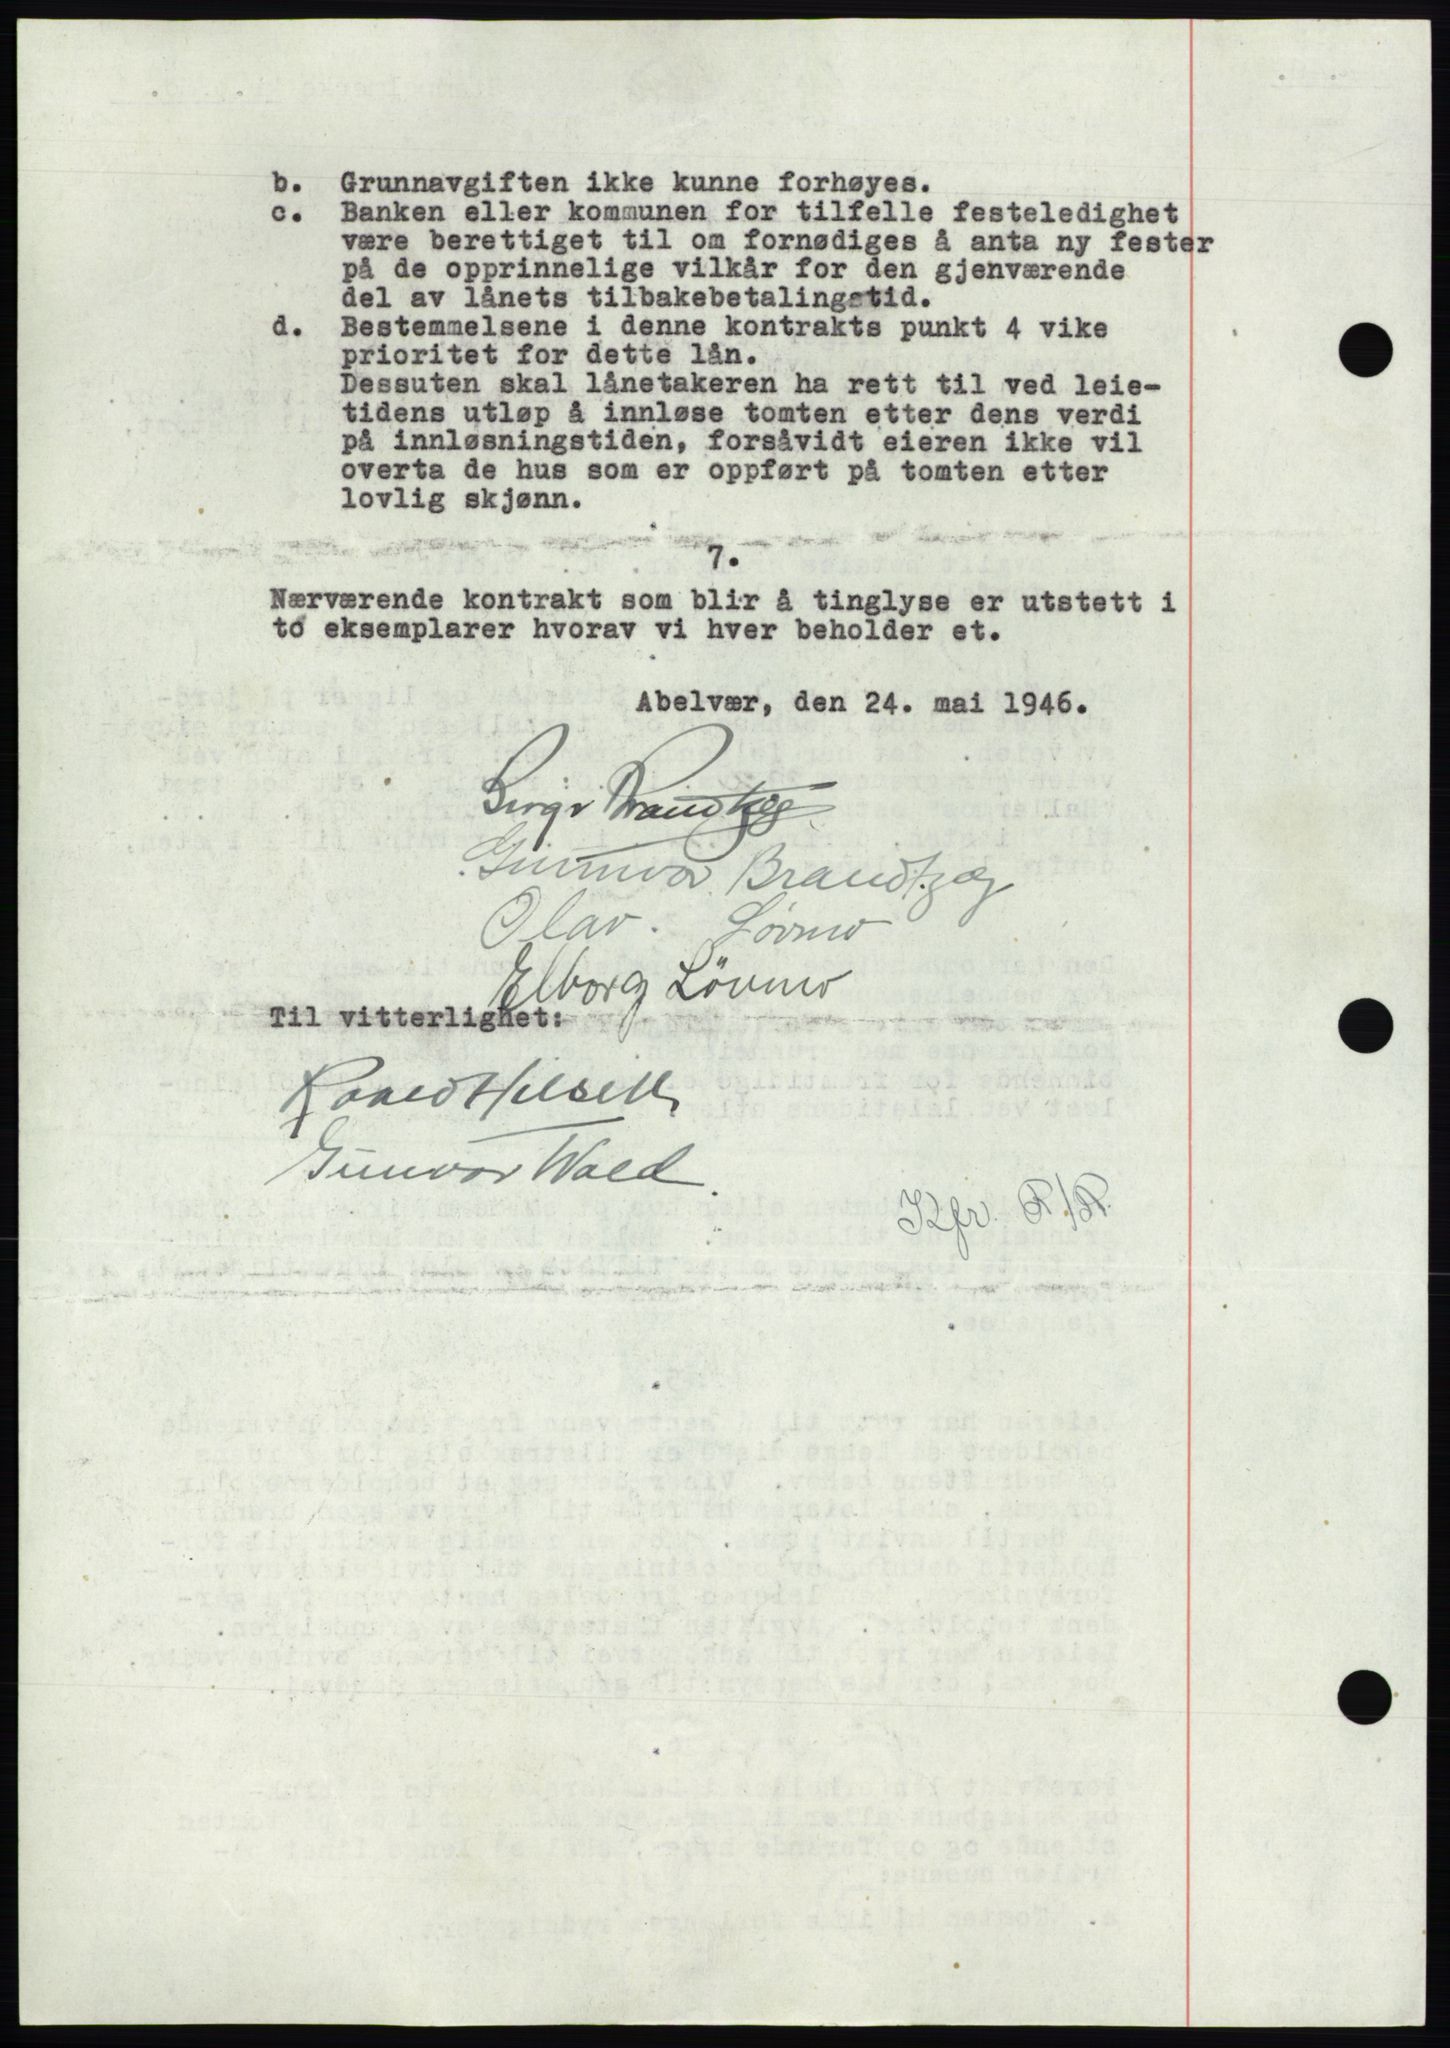 b. Grunnavgiften ikke kunne forhøyes.
c. Banken eller kommunen for tilfelle festeledighet
være berettiget til om fornødiges å anta ny fester
på de opprinnelige vilkår for den gjenværende
del av lånets tilbakebetalingstid.
d. Bestemmelsene i denne kontrakts punkt 4 vike
prioritet for dette lån.
Dessuten skal lånetakeren ha rett til ved leie-
tidens utløp å innløse tomten etter dens verdi
på innløsningstiden, forsåvidt eieren ikke vil
overta de hus som er oppført på tomten etter
lovlig skjønn.
7.
Nærværende kontrakt som blir å tinglyse er utstett i
to eksemplarer hvorav vi hver beholder et.
Abelvær, den 24. mai 1946.
Birger Brandtzæg
Gunnvor Brandtzæg
Olav. Løvmo
Elborg Lövmo
Til vitterlighet:
Hilsett
Gunvor Wold.
Kfr. R/R.